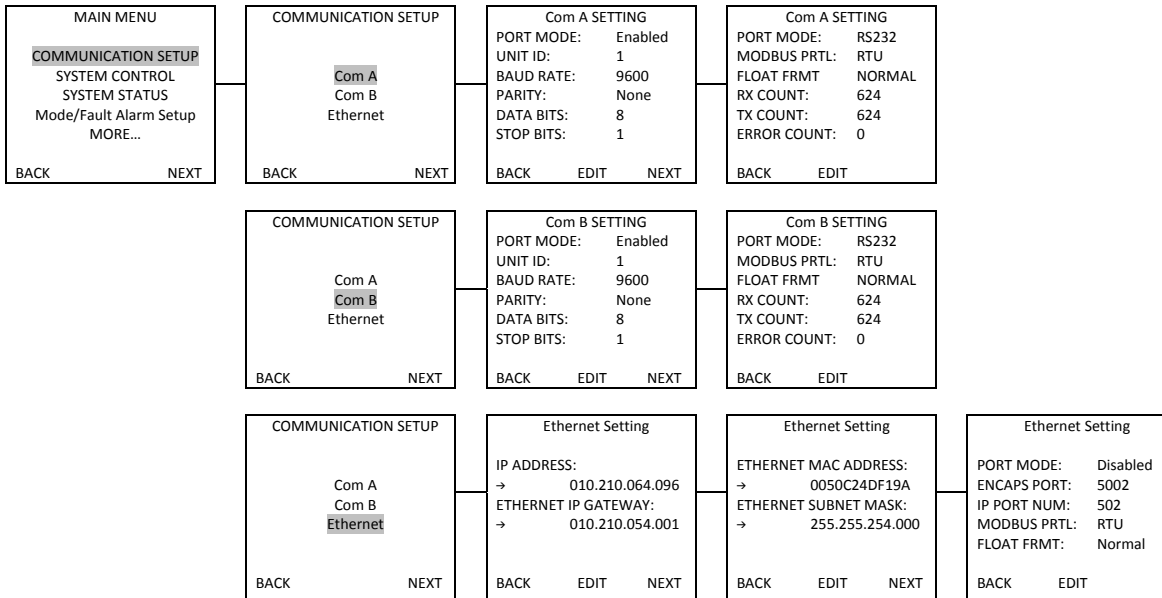 MAIN MENU
COMMUNICATION SETUP
SYSTEM CONTROL
SYSTEM STATUS
Mode/Fault Alarm Setup
MORE...
BACK NEXT
COMMUNICATION SETUP
Com A
Com B
Ethernet
BACK NEXT
Com A SETTING
PORT MODE: Enabled
UNIT ID: 1
BAUD RATE: 9600
PARITY: None
DATA BITS: 8
STOP BITS: 1
BACK EDIT NEXT
Com A SETTING
PORT MODE: RS232
MODBUS PRTL: RTU
FLOAT FRMT NORMAL
RX COUNT: 624
TX COUNT: 624
ERROR COUNT: 0
BACK EDIT
COMMUNICATION SETUP
Com A
Com B
Ethernet
BACK NEXT
Com B SETTING
PORT MODE: Enabled
UNIT ID: 1
BAUD RATE: 9600
PARITY: None
DATA BITS: 8
STOP BITS: 1
BACK EDIT NEXT
Com B SETTING
PORT MODE: RS232
MODBUS PRTL: RTU
FLOAT FRMT NORMAL
RX COUNT: 624
TX COUNT: 624
ERROR COUNT: 0
BACK EDIT
COMMUNICATION SETUP
Com A
Com B
Ethernet
BACK NEXT
Ethernet Setting
IP ADDRESS:
→ 010.210.064.096
ETHERNET IP GATEWAY:
→ 010.210.054.001
BACK EDIT NEXT
Ethernet Setting
ETHERNET MAC ADDRESS:
→ 0050C24DF19A
ETHERNET SUBNET MASK:
→ 255.255.254.000
BACK EDIT NEXT
Ethernet Setting
PORT MODE: Disabled
ENCAPS PORT: 5002
IP PORT NUM: 502
MODBUS PRTL: RTU
FLOAT FRMT: Normal
BACK EDIT